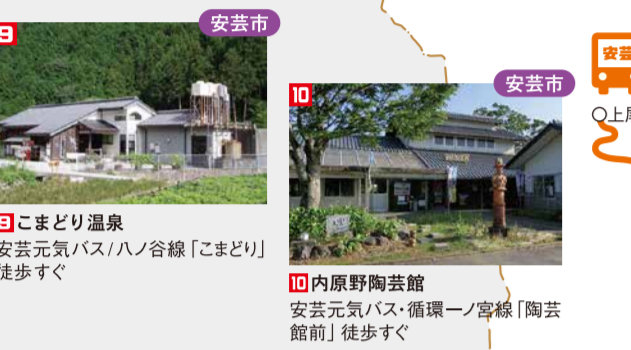 安芸市
9
9こまどり温泉
安芸元気バス/八ノ谷線「こまどり」
徒歩すぐ
安芸市
10
10内原野陶芸館
安芸元気バス・循環一ノ宮線「陶芸
館前」徒歩すぐ
安芸
〇上尾